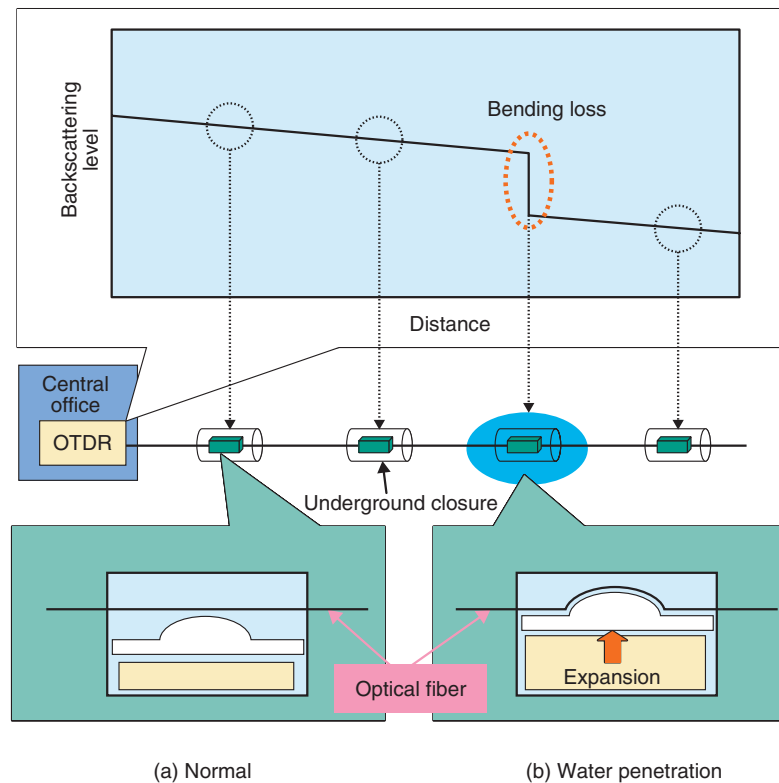 Backscattering
level
Bending loss
Distance
Central
office
OTDR
Underground closure
Optical fiber
Expansion
(a) Normal
(b) Water penetration